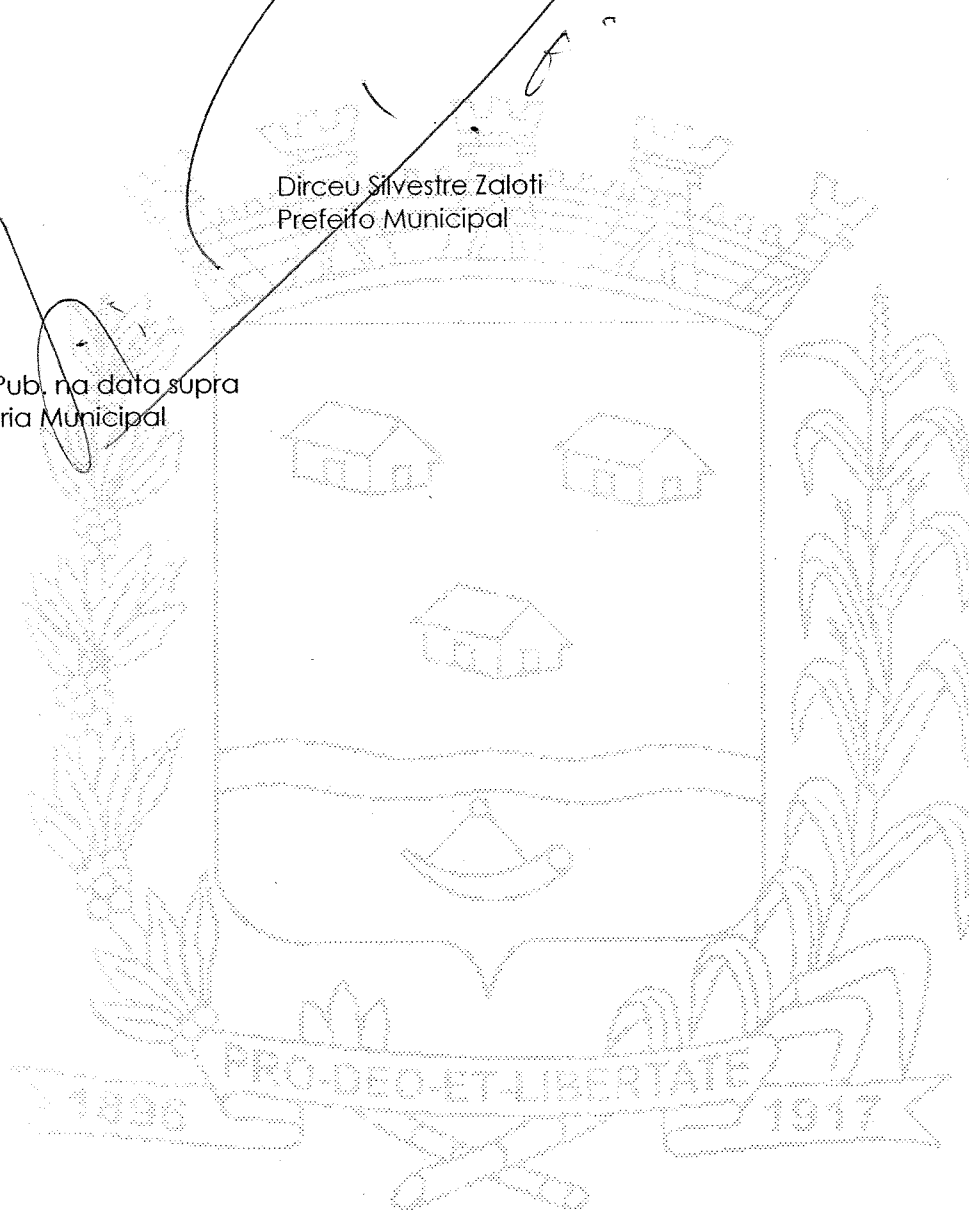 Dirceu Silvestre Zaloti
Prefeito Municipal
Pub. na data supra
ria Municipal
PRO-DEO-ET-LIBERTATE
1896
1917